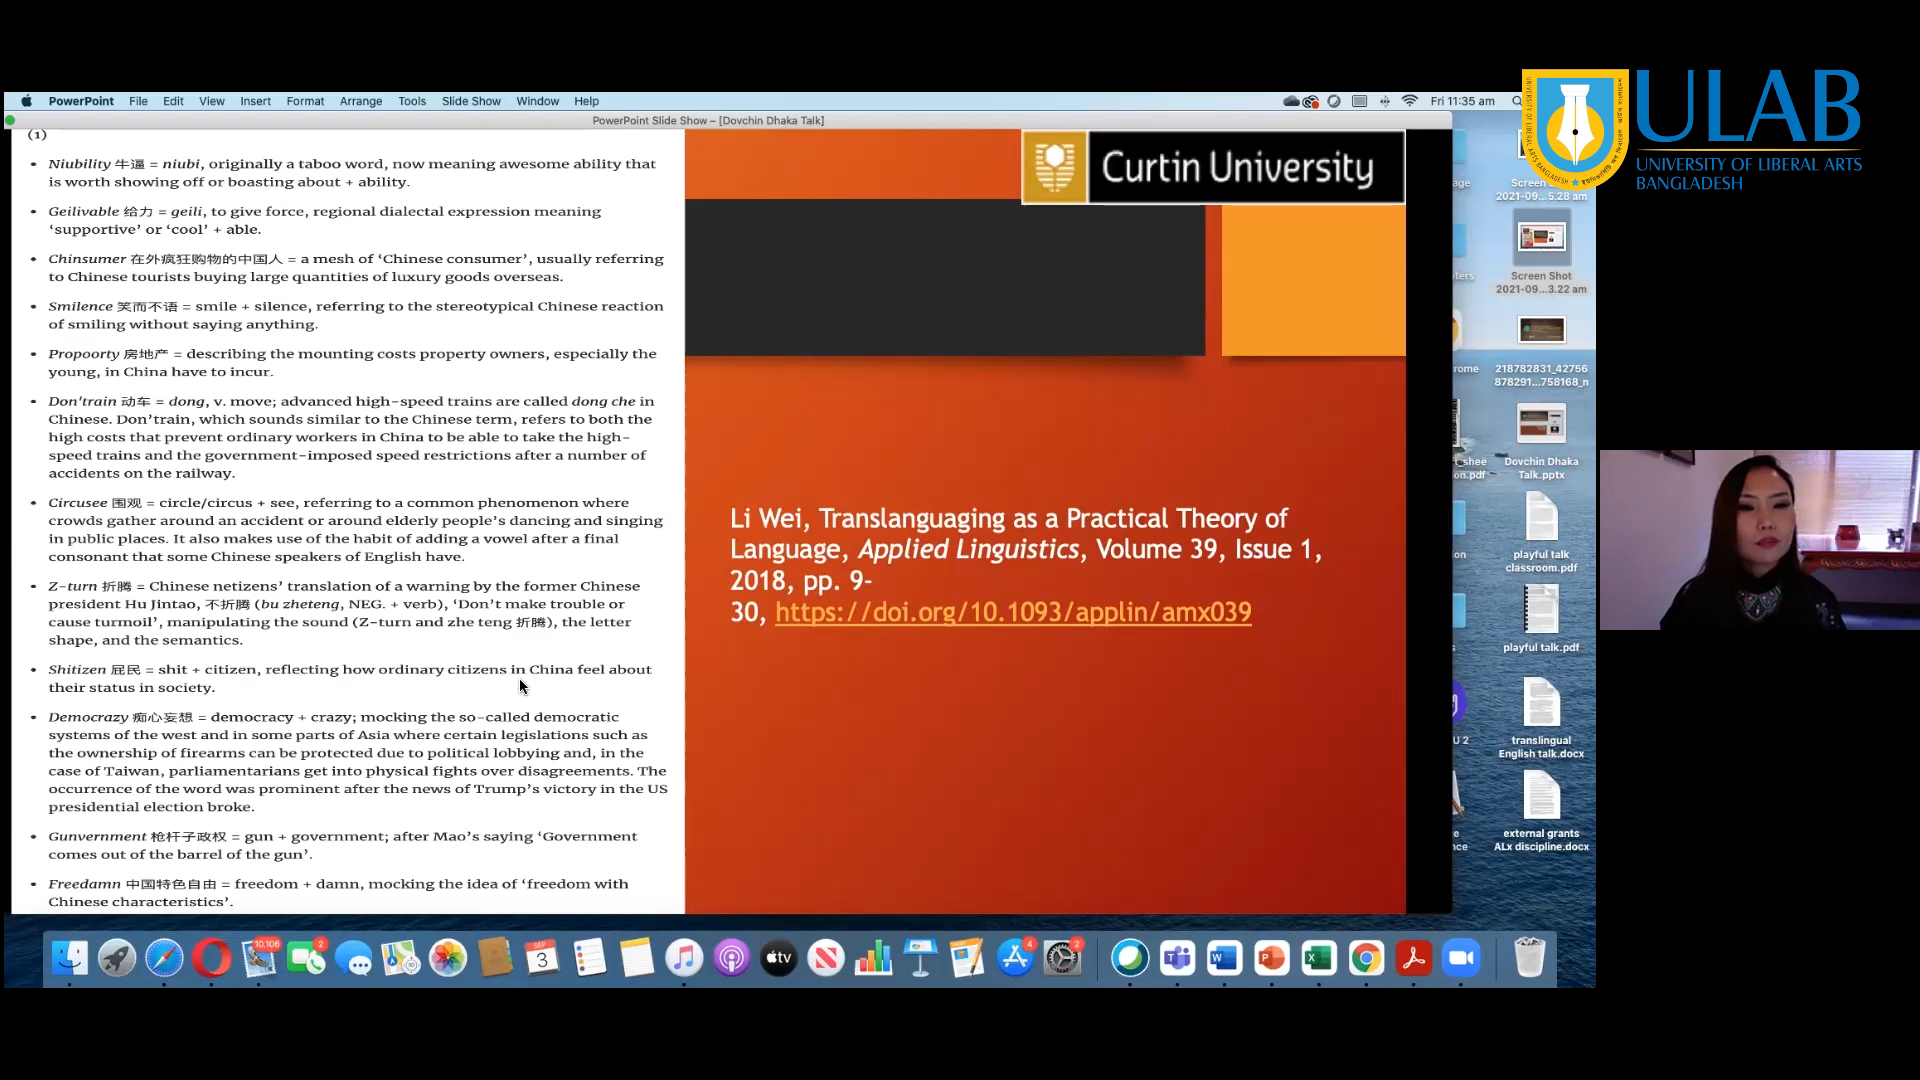 PowerPoint File Edit View Insert Format Arrange Tools Slide Show Window Help
Fri 11:35 am
PowerPoint Slide Show – [Dovchin Dhaka Talk]
(1)
• Niubility 牛逼 = niubi, originally a taboo word, now meaning awesome ability that
is worth showing off or boasting about + ability.
• Geilivable 给力 = geili, to give force, regional dialectal expression meaning
‘supportive’ or ‘cool’ + able.
• Chinsumer 在外疯狂购物的中国人 = a mesh of ‘Chinese consumer’, usually referring
to Chinese tourists buying large quantities of luxury goods overseas.
• Smilence 笑而不语 = smile + silence, referring to the stereotypical Chinese reaction
of smiling without saying anything.
• Propoorty 房地产 = describing the mounting costs property owners, especially the
young, in China have to incur.
• Don'train 动车 = dong, v. move; advanced high-speed trains are called dong che in
Chinese. Don’train, which sounds similar to the Chinese term, refers to both the
high costs that prevent ordinary workers in China to be able to take the high-
speed trains and the government-imposed speed restrictions after a number of
accidents on the railway.
• Circusee 围观 = circle/circus + see, referring to a common phenomenon where
crowds gather around an accident or around elderly people’s dancing and singing
in public places. It also makes use of the habit of adding a vowel after a final
consonant that some Chinese speakers of English have.
• Z-turn 折腾 = Chinese netizens’ translation of a warning by the former Chinese
president Hu Jintao, 不折腾 (bu zheteng, NEG. + verb), ‘Don’t make trouble or
cause turmoil’, manipulating the sound (Z-turn and zhe teng 折腾), the letter
shape, and the semantics.
• Shitizen 屁民 = shit + citizen, reflecting how ordinary citizens in China feel about
their status in society.
• Democrazy 痴心妄想 = democracy + crazy; mocking the so-called democratic
systems of the west and in some parts of Asia where certain legislations such as
the ownership of firearms can be protected due to political lobbying and, in the
case of Taiwan, parliamentarians get into physical fights over disagreements. The
occurrence of the word was prominent after the news of Trump’s victory in the US
presidential election broke.
• Gunvernment 枪杆子政权 = gun + government; after Mao’s saying ‘Government
comes out of the barrel of the gun’.
• Freedamn 中国特色自由 = freedom + damn, mocking the idea of ‘freedom with
Chinese characteristics’.
Curtin University
Li Wei, Translanguaging as a Practical Theory of
Language, Applied Linguistics, Volume 39, Issue 1,
2018, pp. 9-
30, https://doi.org/10.1093/applin/amx039
ULAB
UNIVERSITY OF LIBERAL ARTS
BANGLADESH
2021-09...5.28 am
Screen Shot
2021-09...3.22 am
218782831_42756
878291...758168_n
Dovchin Dhaka
Talk.pptx
playful talk
classroom.pdf
playful talk.pdf
translingual
English talk.docx
external grants
ALx discipline.docx
10,106
2
SEP
3
tv
4
2